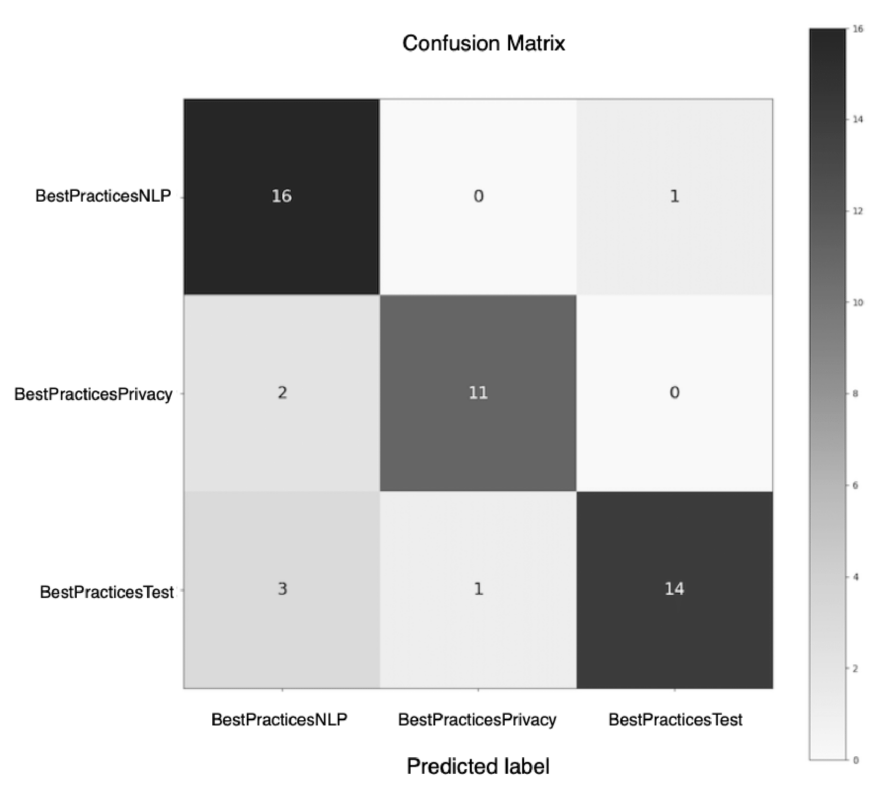 Confusion Matrix
16
14
12
10
8
6
4
2
0
BestPracticesNLP
16 0 1
BestPracticesPrivacy
2 11 0
BestPracticesTest
3 1 14
BestPracticesNLP BestPracticesPrivacy BestPracticesTest
Predicted label